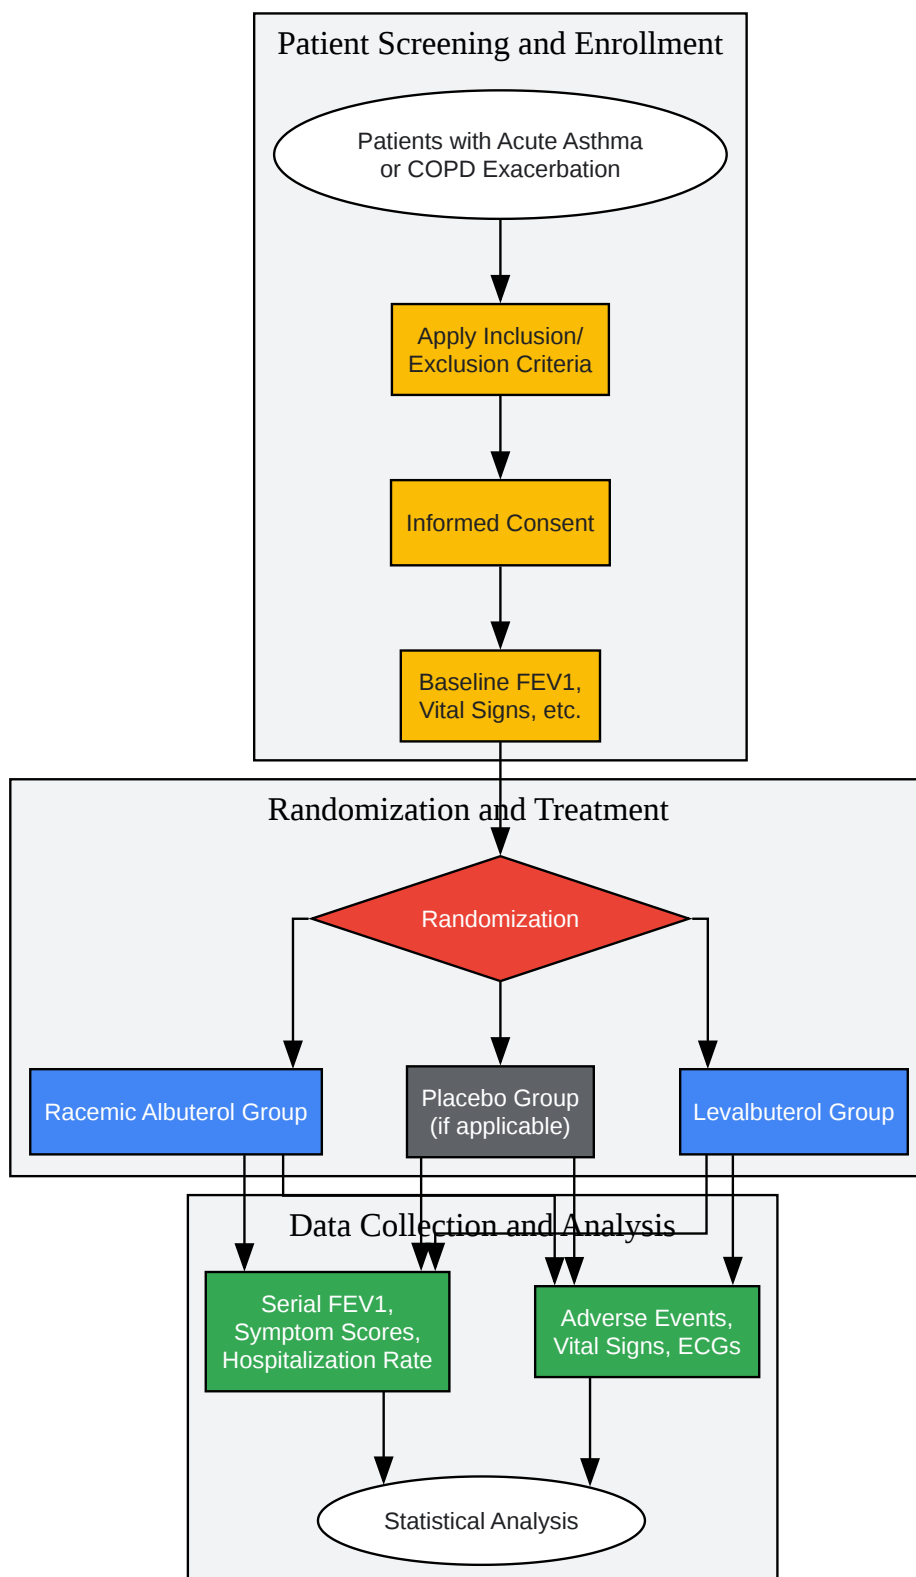 Patient Screening and Enrollment
Patients with Acute Asthma
or COPD Exacerbation
Apply Inclusion/
Exclusion Criteria
Informed Consent
Baseline FEV1,
Vital Signs, etc.
Randomization and Treatment
Randomization
Racemic Albuterol Group
Placebo Group
(if applicable)
Levalbuterol Group
Data Collection and Analysis
Serial FEV1,
Symptom Scores,
Hospitalization Rate
Adverse Events,
Vital Signs, ECGs
Statistical Analysis